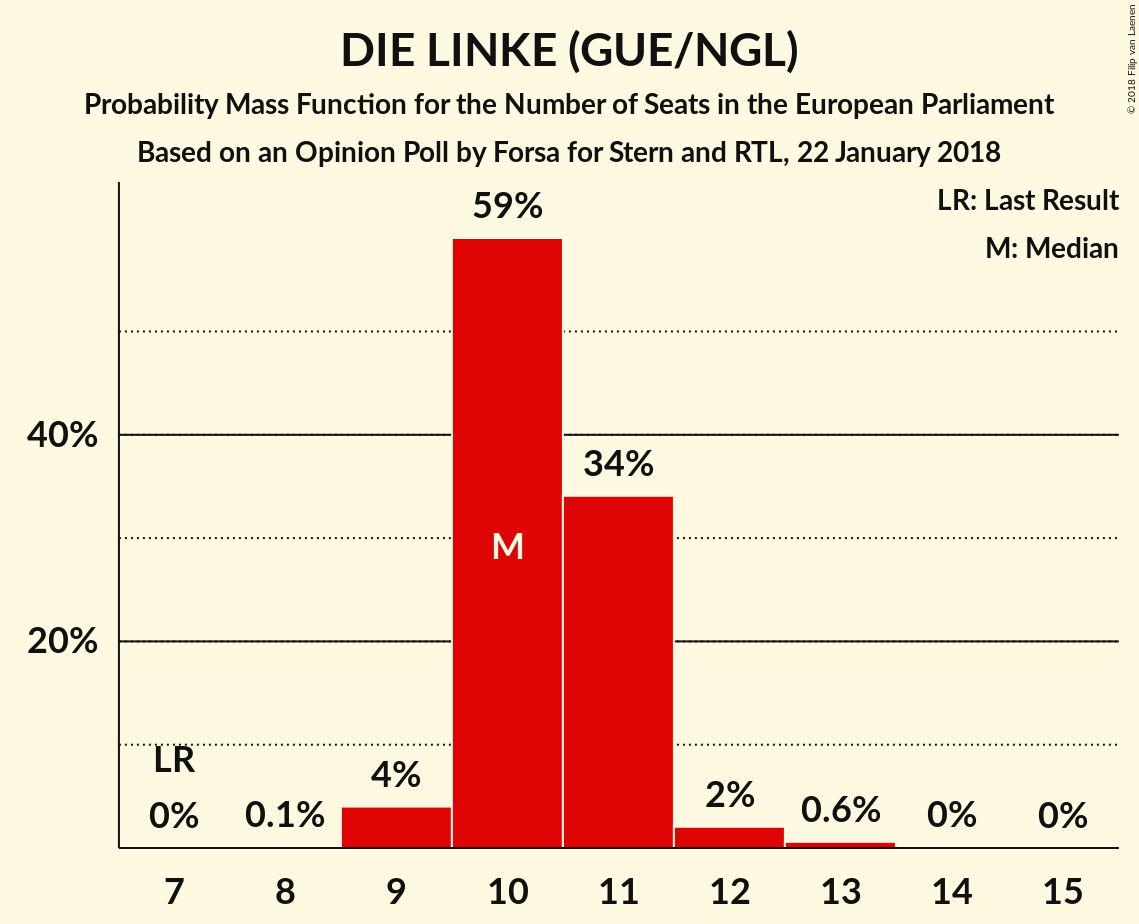 DIE LINKE (GUE/NGL)
Probability Mass Function for the Number of Seats in the European Parliament
Based on an Opinion Poll by Forsa for Stern and RTL, 22 January 2018
© 2018 Filip van Laenen
LR: Last Result
M: Median
59%
40%
34%
M
20%
LR
0%
0.1%
4%
2%
0.6%
0%
0%
7 8 9 10 11 12 13 14 15